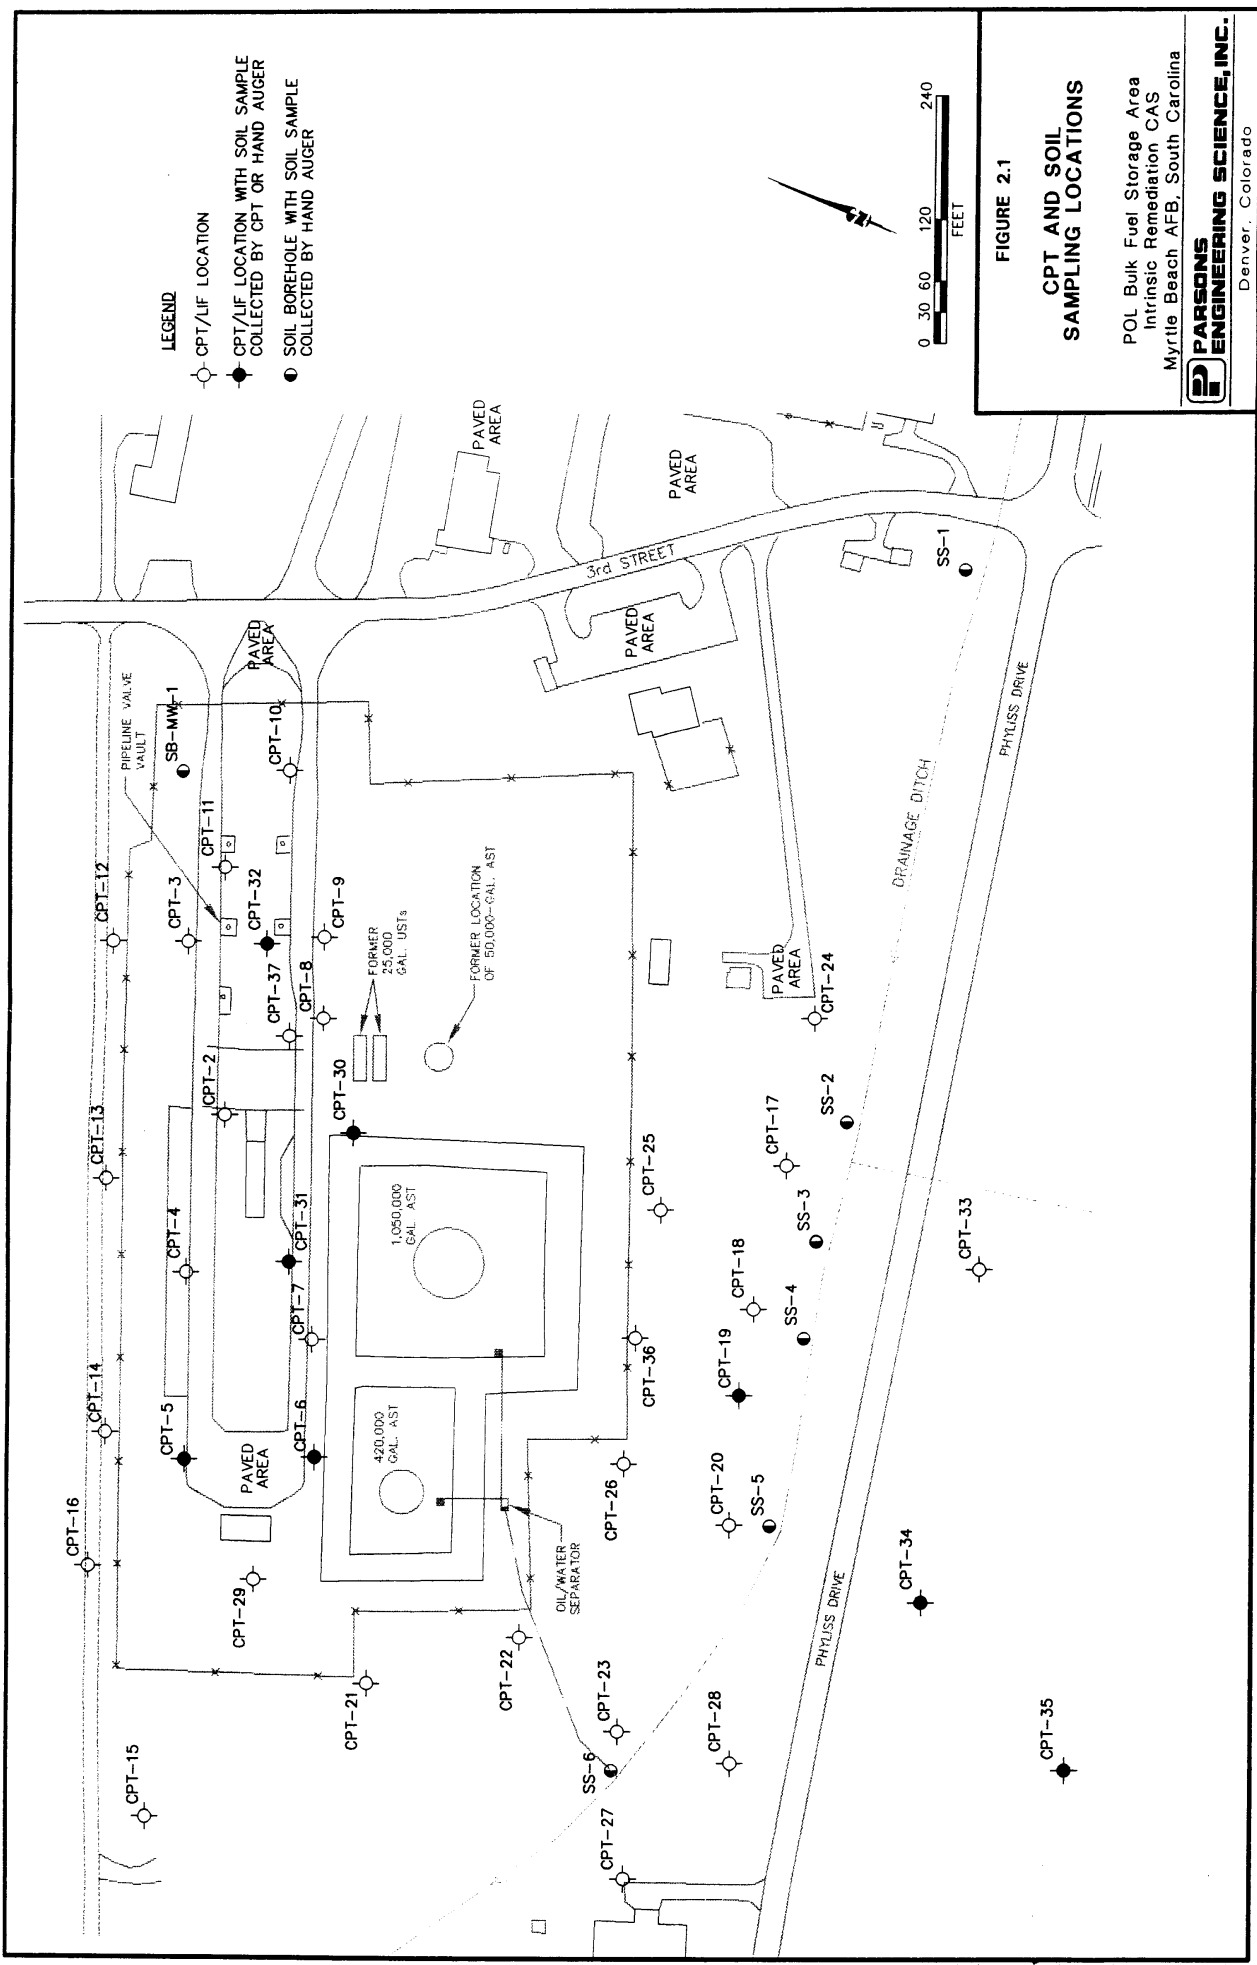 LEGEND
CPT/LIF LOCATION
CPT/LIF LOCATION WITH SOIL SAMPLE
COLLECTED BY CPT OR HAND AUGER
SOIL BOREHOLE WITH SOIL SAMPLE
COLLECTED BY HAND AUGER
CPT-15
CPT-16
CPT-14
CPT-13
CPT-12
PIPELINE VALVE
VAULT
SB-MW-1
CPT-5
CPT-4
CPT-3
CPT-11
CPT-2
CPT-29
PAVED
AREA
CPT-32
CPT-37
CPT-10
PAVED
AREA
CPT-6
CPT-7
CPT-31
CPT-8
CPT-9
CPT-21
CPT-30
FORMER
25,000
GAL. USTs
420,000
GAL. AST
1,050,000
GAL. AST
FORMER LOCATION
OF 50,000-GAL. AST
PAVED
AREA
CPT-22
OIL/WATER
SEPARATOR
SS-6
CPT-23
CPT-27
CPT-26
CPT-36
CPT-25
3rd STREET
PAVED
AREA
PAVED
AREA
CPT-28
CPT-20
SS-5
CPT-19
CPT-18
SS-4
SS-3
CPT-17
SS-2
PAVED
AREA
CPT-24
DRAINAGE DITCH
SS-1
PHYLISS DRIVE
PHYLISS DRIVE
CPT-34
CPT-33
CPT-35
0 30 60 120 240
FEET
FIGURE 2.1
CPT AND SOIL
SAMPLING LOCATIONS
POL Bulk Fuel Storage Area
Intrinsic Remediation CAS
Myrtle Beach AFB, South Carolina
PARSONS
ENGINEERING SCIENCE, INC.
Denver, Colorado